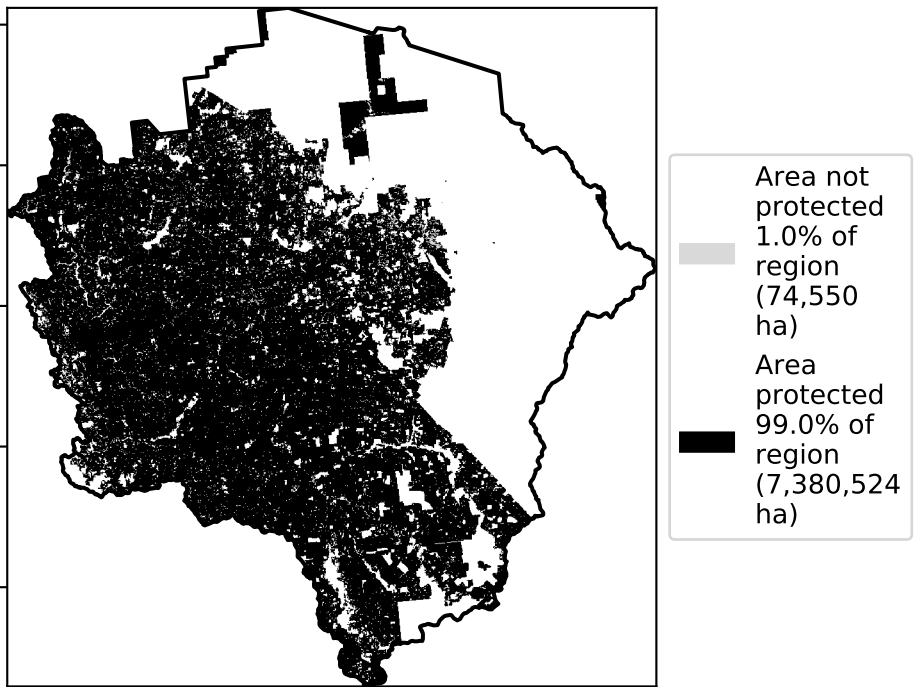 Area not
protected
1.0% of
region
(74,550
ha)
Area
protected
99.0% of
region
(7,380,524
ha)